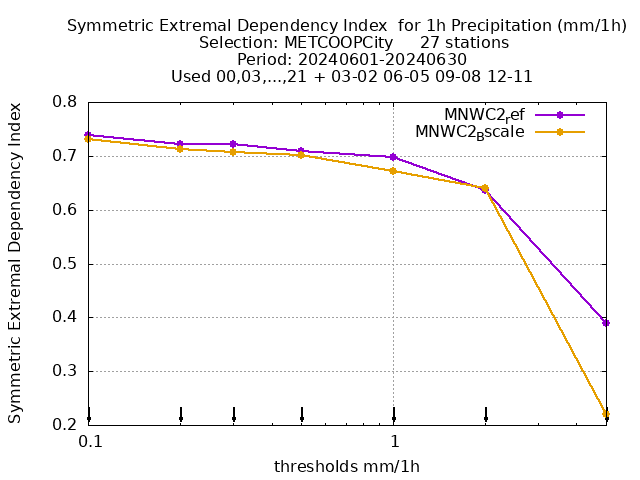 Symmetric Extremal Dependency Index  for 1h Precipitation (mm/1h)
Selection: METCOOPCity     27 stations
Period: 20240601-20240630
Used 00,03,...,21 + 03-02 06-05 09-08 12-11
MNWC2ref
MNWC2Bscale
Symmetric Extremal Dependency Index
0.8
0.7
0.6
0.5
0.4
0.3
0.2
0.1
1
thresholds mm/1h